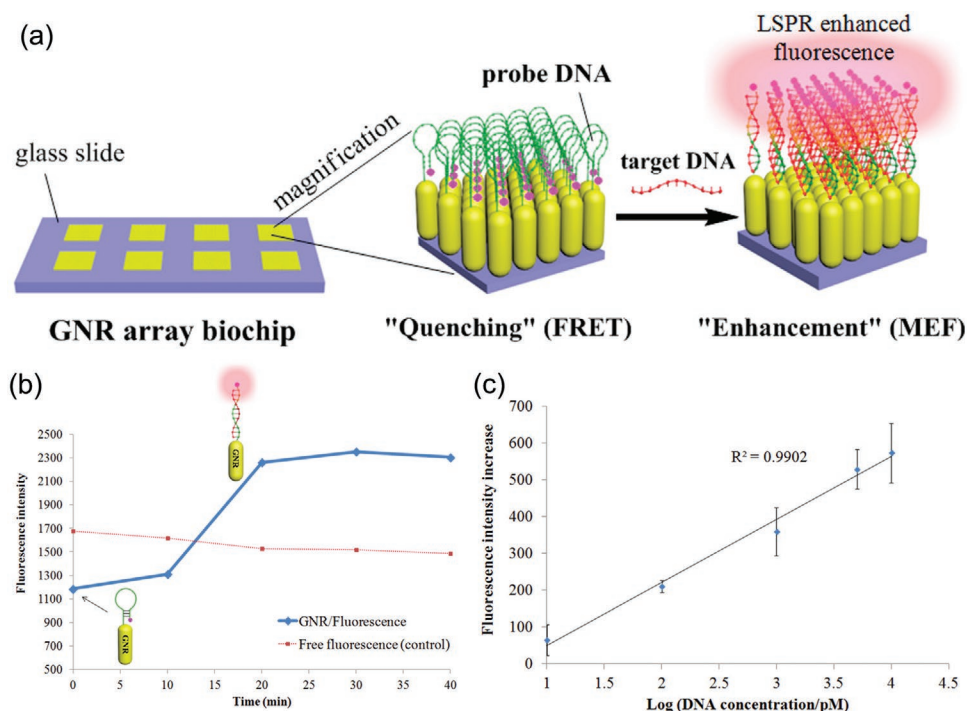 (a)
LSPR enhanced
fluorescence
probe DNA
glass slide
magnification
target DNA
GNR array biochip
"Quenching" (FRET)
"Enhancement" (MEF)
(b)
Fluorescence intensity
2500
2300
2100
1900
1700
1500
1300
1100
900
700
500
GNR
GNR
GNR/Fluorescence
Free fluorescence (control)
0
5
10
15
20
25
30
35
40
Time (min)
(c)
Fluorescence intensity increase
700
600
500
400
300
200
100
0
R² = 0.9902
1
1.5
2
2.5
3
3.5
4
4.5
Log (DNA concentration/pM)